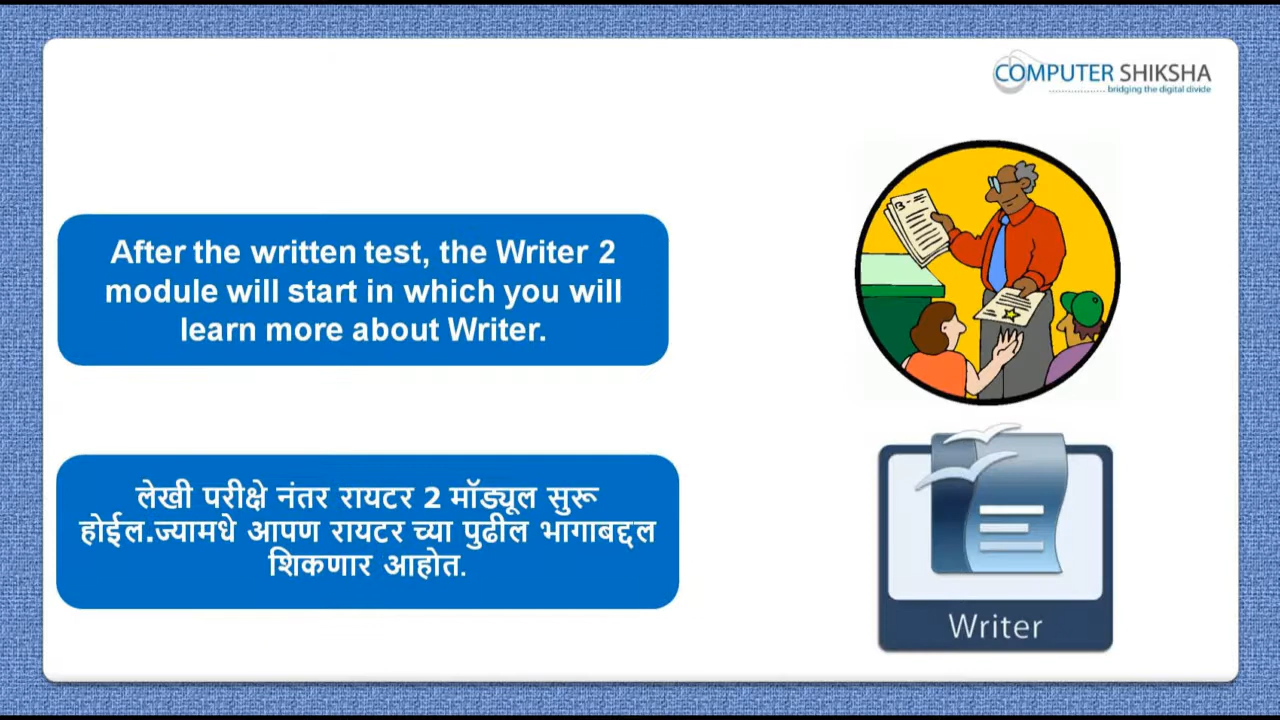 COMPUTER SHIKSHA
bridging the digital divide
After the written test, the Writer 2
module will start in which you will
learn more about Writer.
लेखी परीक्षे नंतर रायटर 2 मॉड्यूल सुरू
होईल.ज्यामधे आपण रायटर च्या पुढील भागाबद्दल
शिकणार आहोत.
Writer